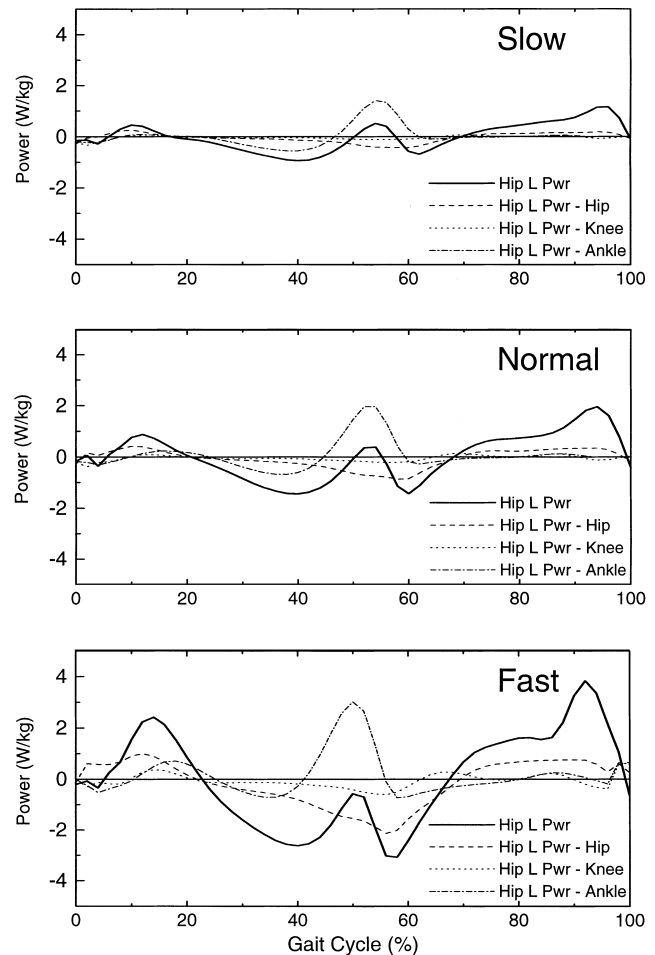 Slow
Power (W/kg)
4
2
0
-2
-4
Hip L Pwr
Hip L Pwr - Hip
Hip L Pwr - Knee
Hip L Pwr - Ankle
0 20 40 60 80 100
Normal
Power (W/kg)
4
2
0
-2
-4
Hip L Pwr
Hip L Pwr - Hip
Hip L Pwr - Knee
Hip L Pwr - Ankle
0 20 40 60 80 100
Fast
Power (W/kg)
4
2
0
-2
-4
Hip L Pwr
Hip L Pwr - Hip
Hip L Pwr - Knee
Hip L Pwr - Ankle
0 20 40 60 80 100
Gait Cycle (%)